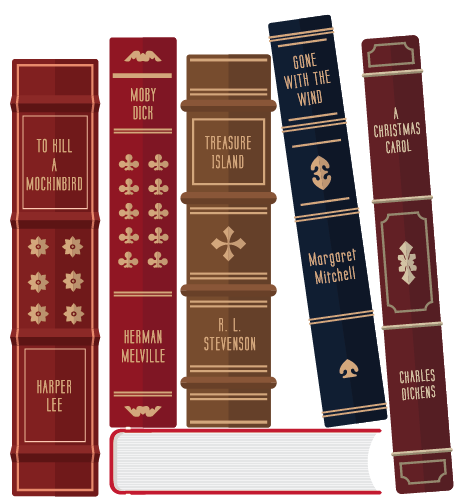 TO KILL
A
MOCKINBIRD
HARPER
LEE
MOBY
DICH
HERMAN
MELVILLE
TREASURE
ISLAND
R. L.
STEVENSON
GONE
WITH THE
WIND
Margaret
Mitchell
A
CHRISTMAS
CAROL
CHARLES
DICHENS